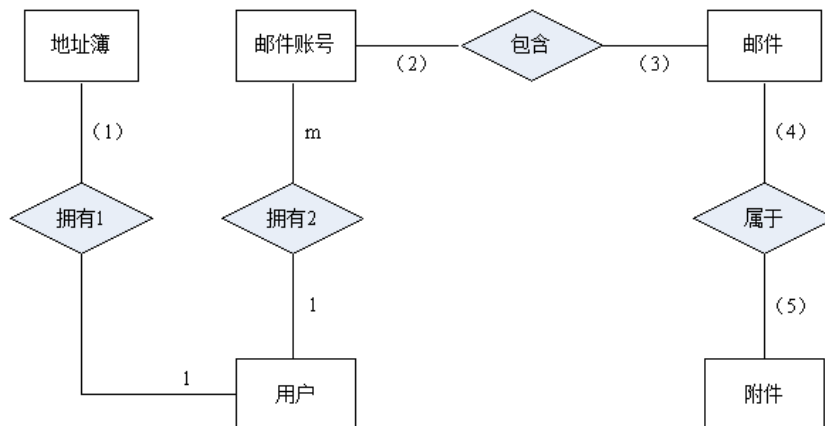 地址簿
邮件账号
(2)
包含
(3)
邮件
(1)
m
(4)
拥有1
拥有2
属于
1
(5)
1
用户
附件